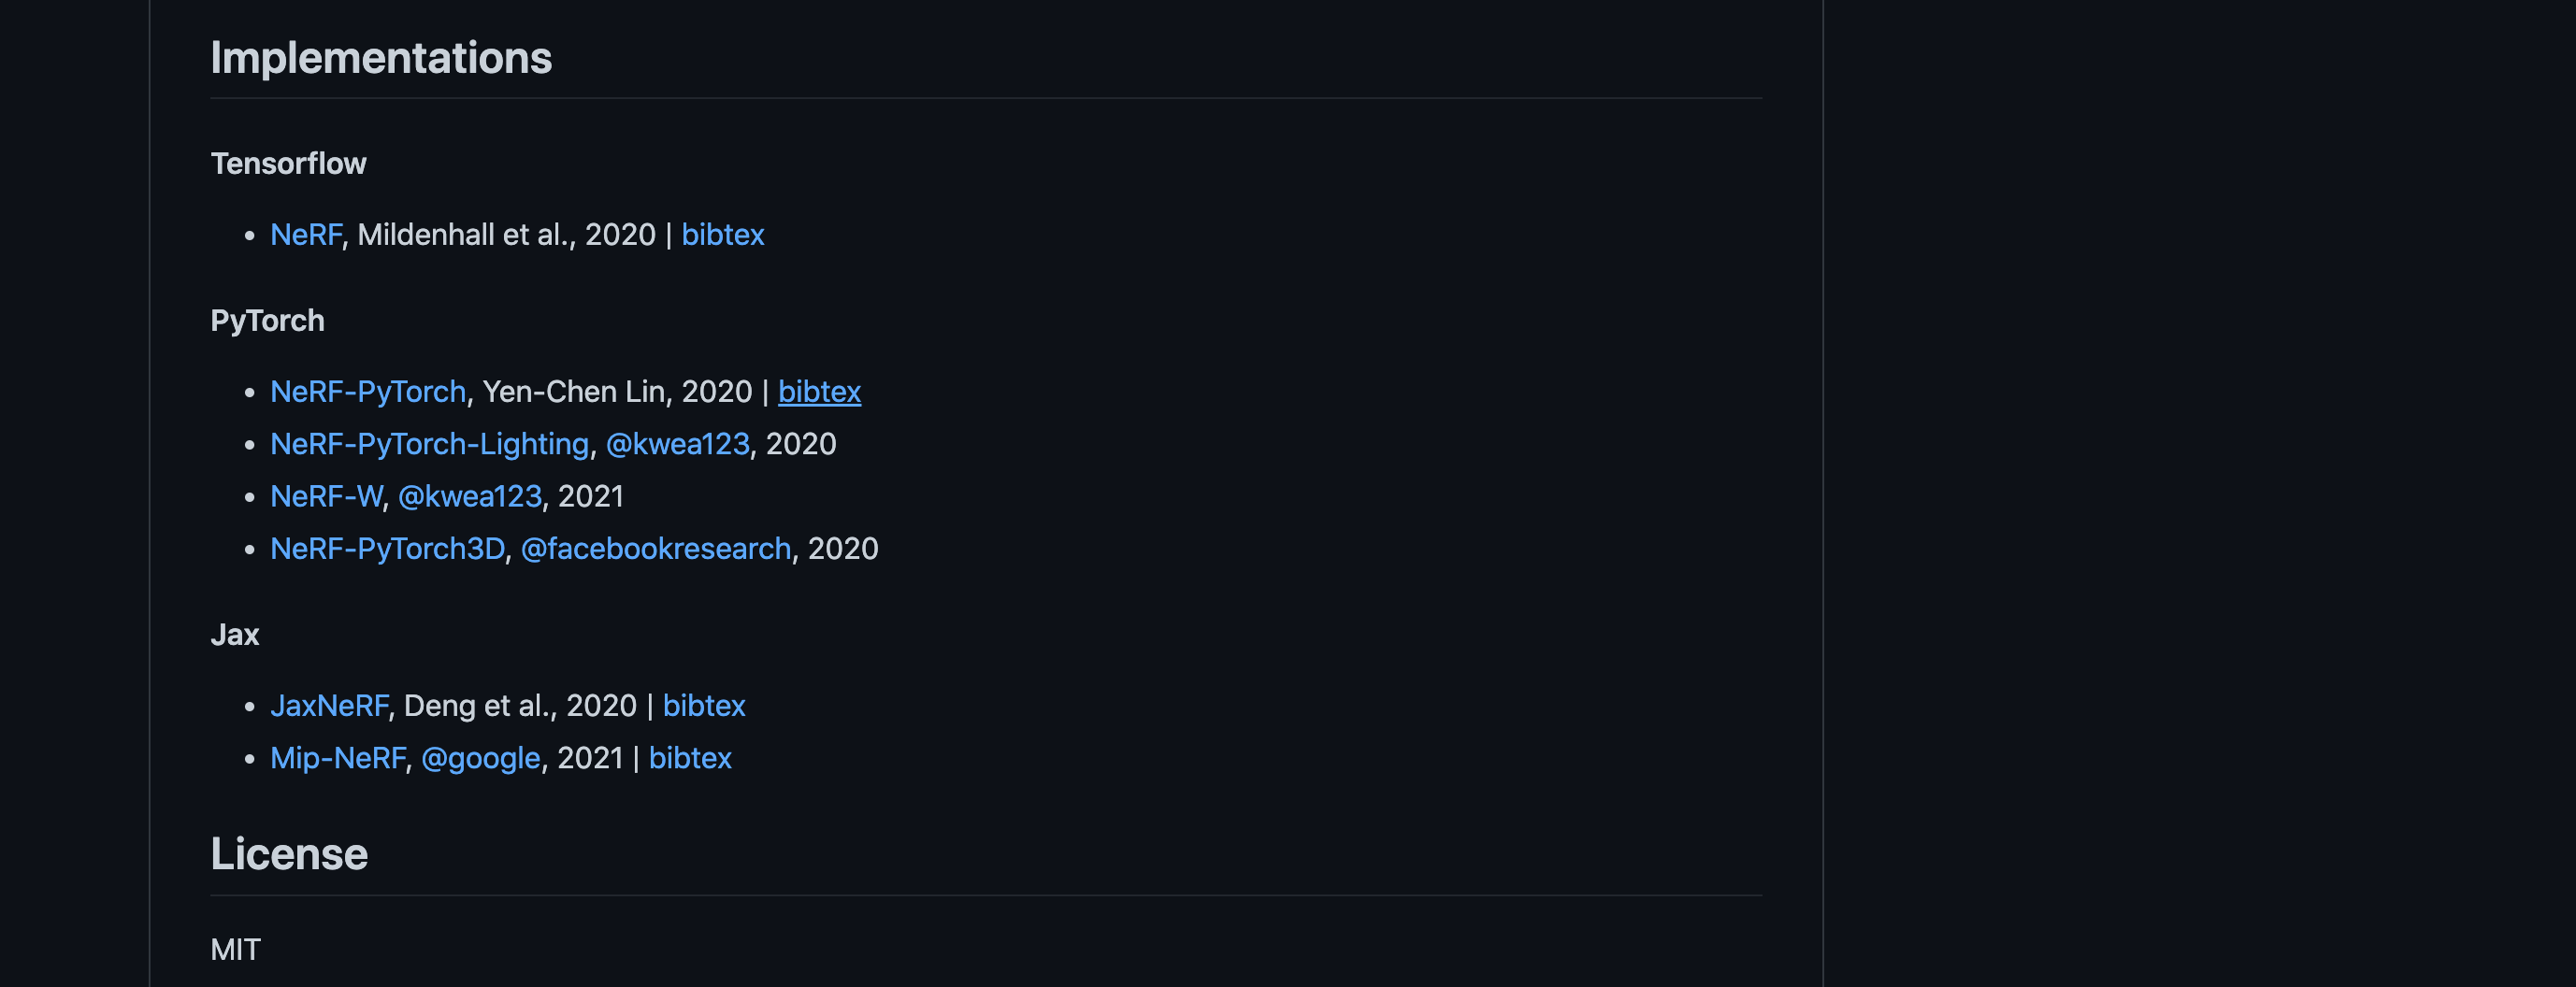 Implementations
Tensorflow
• NeRF, Mildenhall et al., 2020 | bibtex
PyTorch
• NeRF-PyTorch, Yen-Chen Lin, 2020 | bibtex
• NeRF-PyTorch-Lighting, @kwea123, 2020
• NeRF-W, @kwea123, 2021
• NeRF-PyTorch3D, @facebookresearch, 2020
Jax
• JaxNeRF, Deng et al., 2020 | bibtex
• Mip-NeRF, @google, 2021 | bibtex
License
MIT